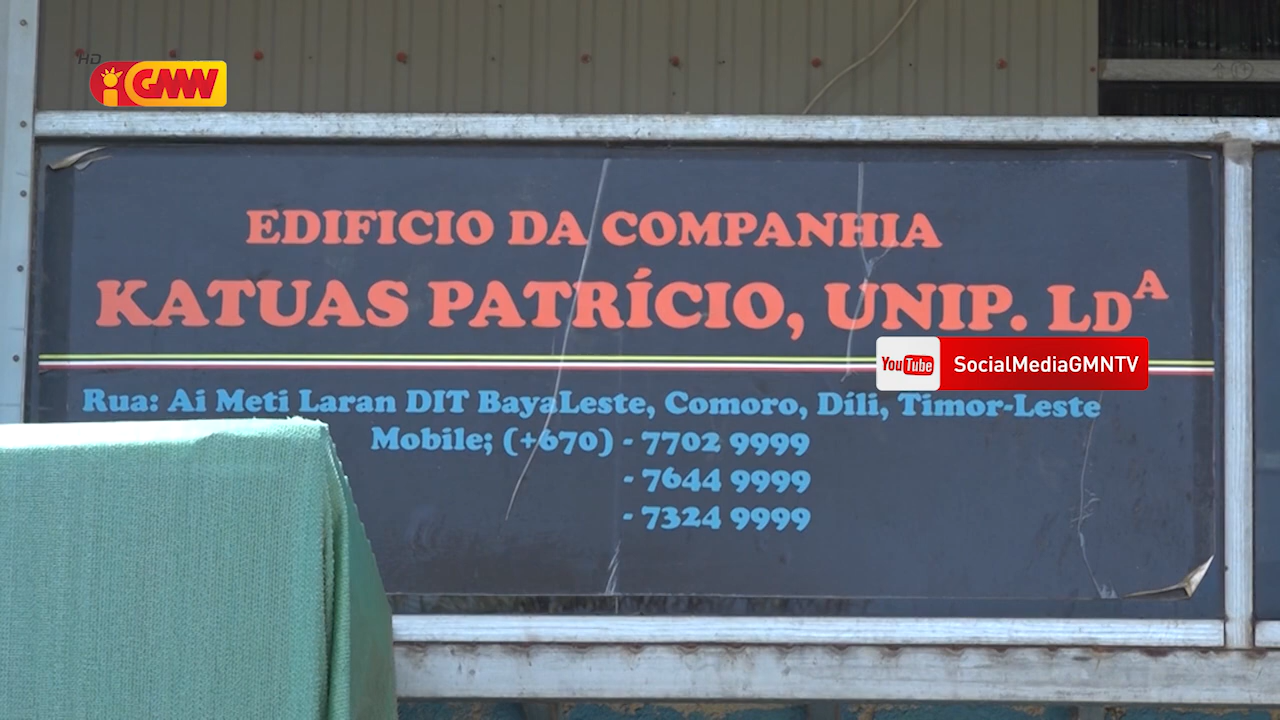 HD
GMN
EDIFICIO DA COMPANHIA
KATUAS PATRÍCIO, UNIP. LDA
YouTube SocialMediaGMNTV
Rua: Ai Meti Laran DIT BayaLeste, Comoro, Díli, Timor-Leste
Mobile; (+670) - 7702 9999
- 7644 9999
- 7324 9999